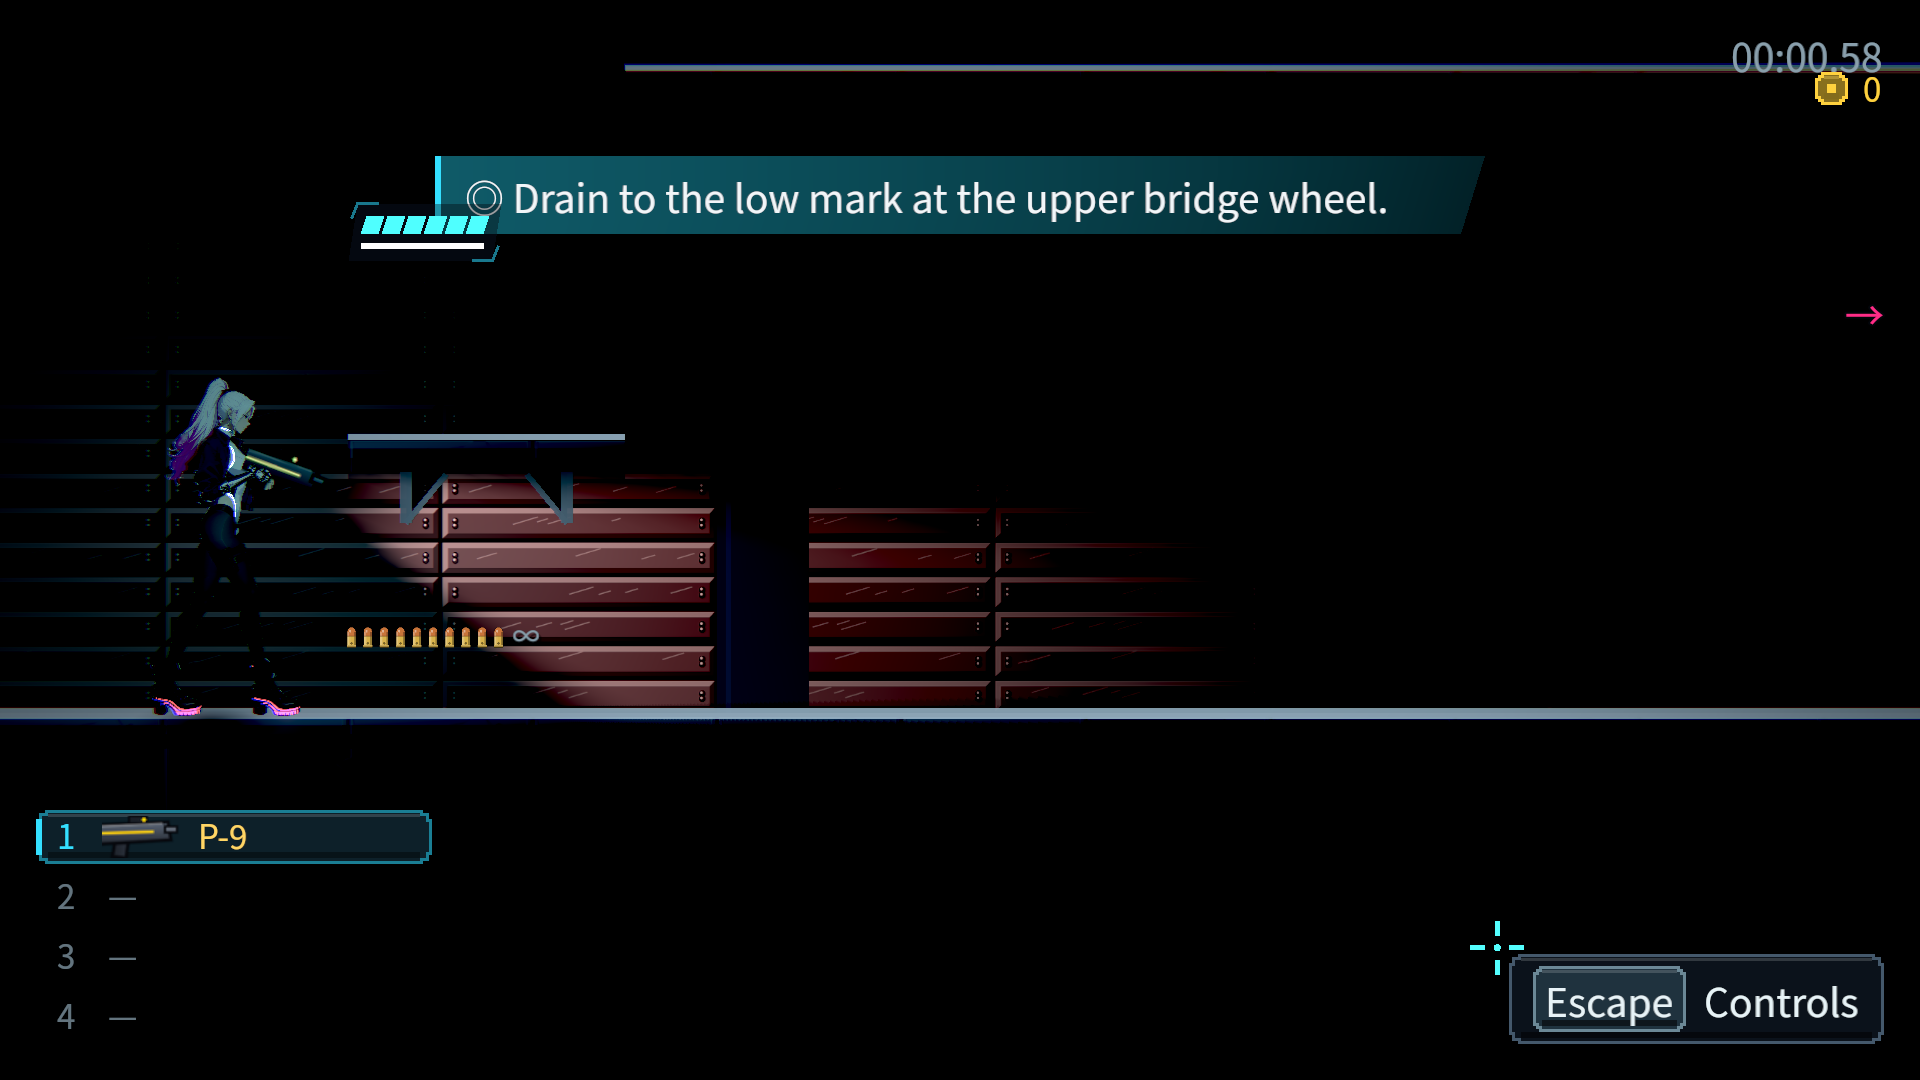 00:00.58
0
Drain to the low mark at the upper bridge wheel.
→
∞
1 P-9
2 —
3 —
4 —
Escape Controls